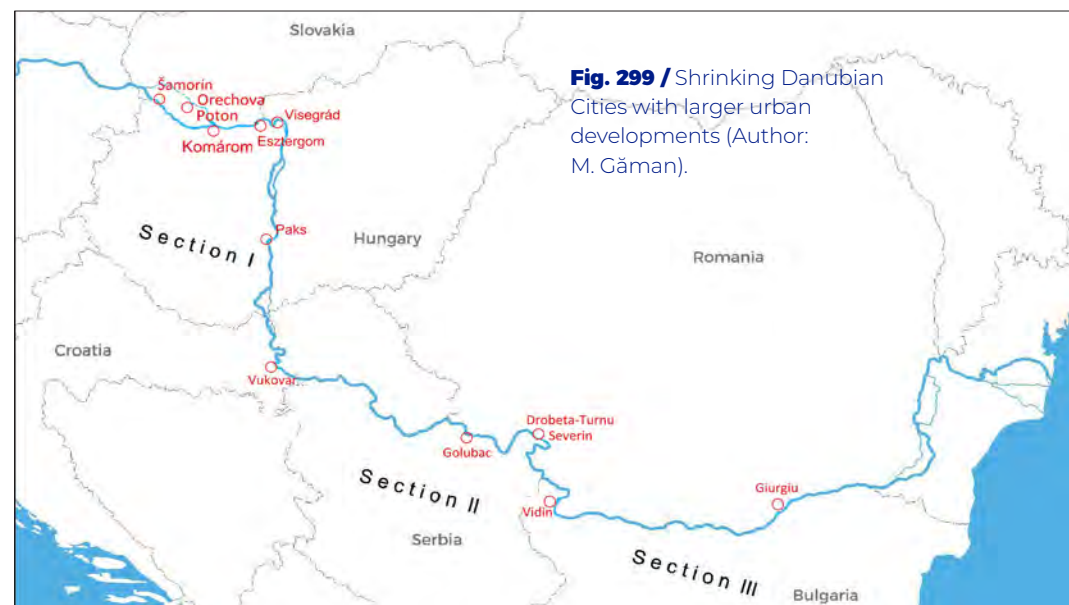 Slovakia
Fig. 299 / Shrinking Danubian
Cities with larger urban
developments (Author:
M. Găman).
Šamorín
Orechova
Poton
Visegrád
Komárom
Esztergom
Paks
Section I
Hungary
Romania
Croatia
Vukovar
Drobeta-Turnu
Severin
Golubac
Section II
Vidin
Giurgiu
Serbia
Section III
Bulgaria